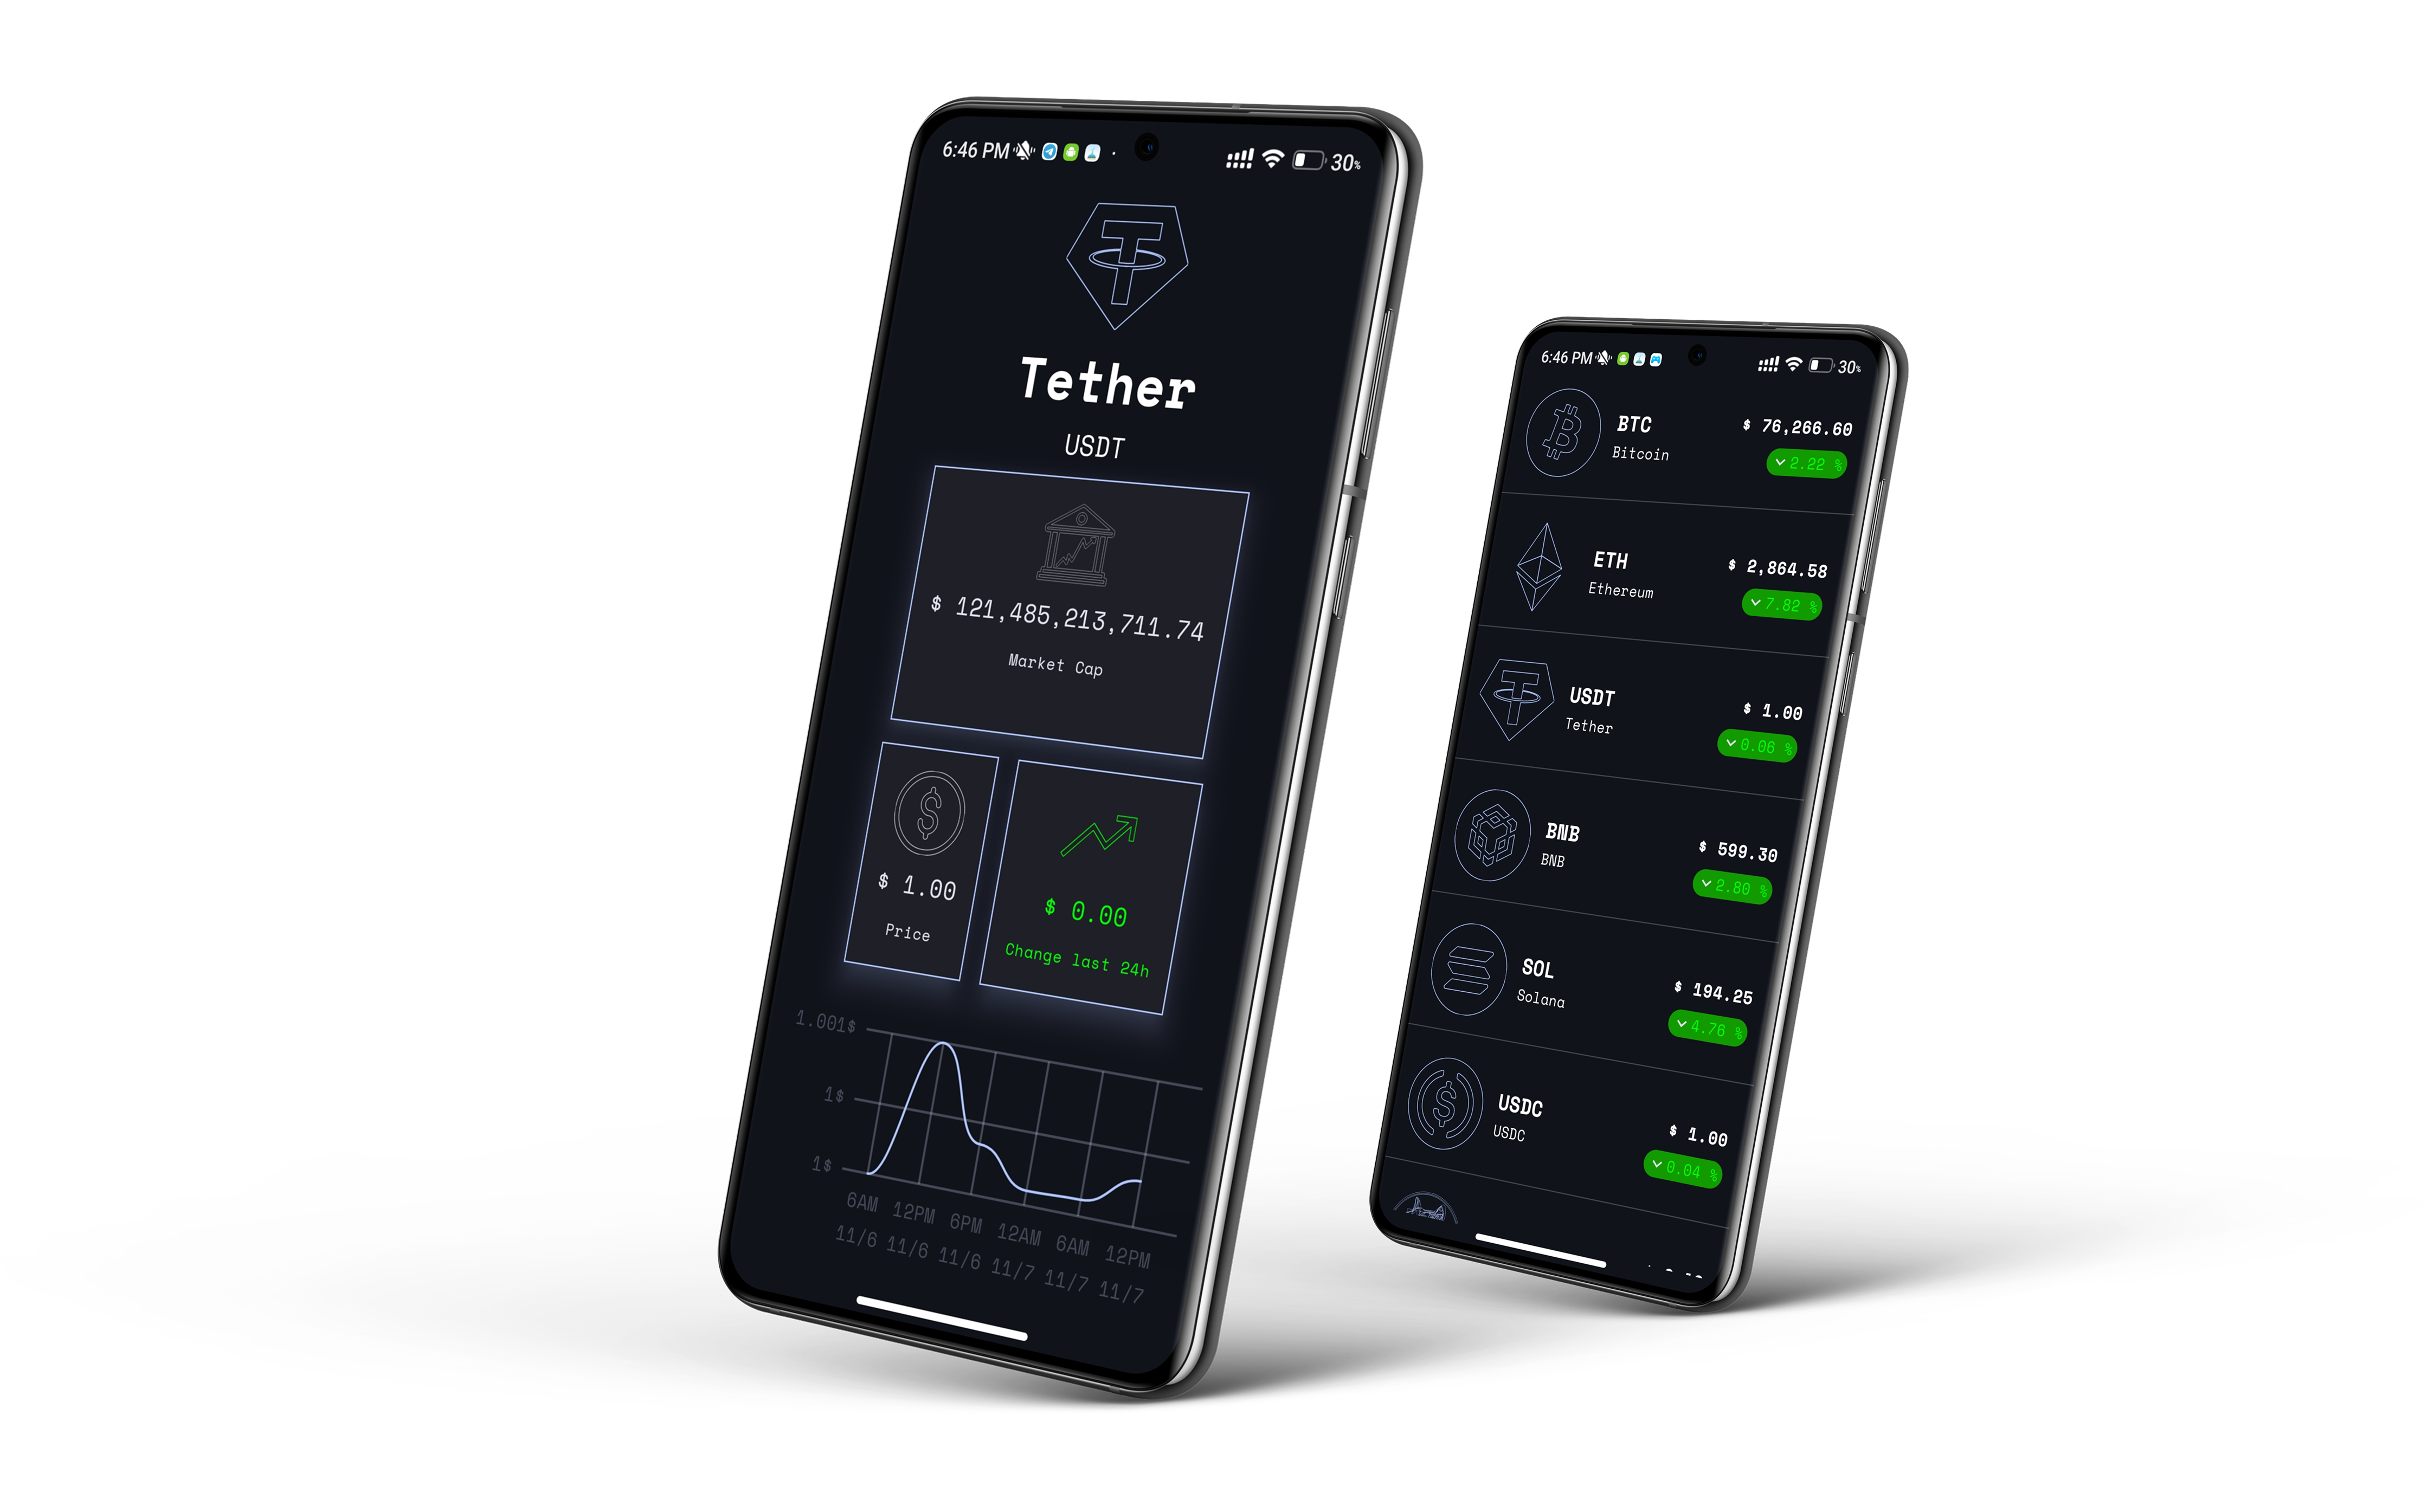 6:46 PM
30%
Tether
USDT
$ 121,485,213,711.74
Market Cap
$ 1.00
Price
$ 0.00
Change last 24h
1.001$
1$
1$
6AM 12PM 6PM 12AM 6AM 12PM
11/6 11/6 11/6 11/7 11/7 11/7
6:46 PM
30%
BTC
$ 76,266.60
Bitcoin
2.22 %
ETH
$ 2,864.58
Ethereum
7.82 %
USDT
$ 1.00
Tether
0.06 %
BNB
$ 599.30
BNB
2.80 %
SOL
$ 194.25
Solana
4.76 %
USDC
$ 1.00
USDC
0.04 %